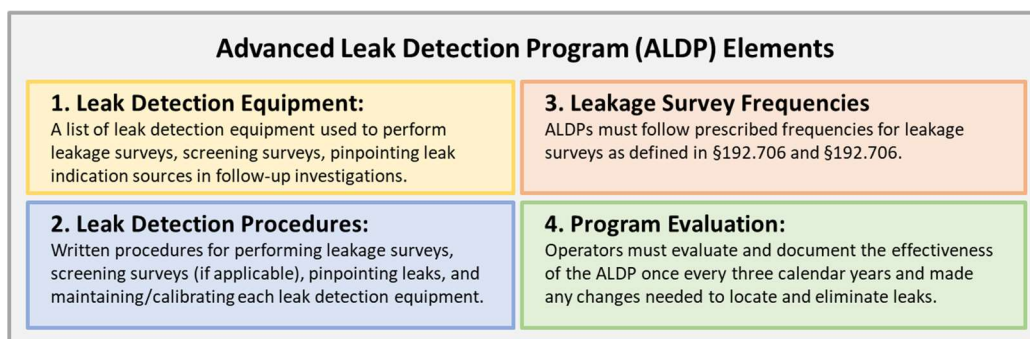 Advanced Leak Detection Program (ALDP) Elements
1. Leak Detection Equipment:
A list of leak detection equipment used to perform
leakage surveys, screening surveys, pinpointing leak
indication sources in follow-up investigations.
2. Leak Detection Procedures:
Written procedures for performing leakage surveys,
screening surveys (if applicable), pinpointing leaks, and
maintaining/calibrating each leak detection equipment.
3. Leakage Survey Frequencies
ALDPs must follow prescribed frequencies for leakage
surveys as defined in §192.706 and §192.706.
4. Program Evaluation:
Operators must evaluate and document the effectiveness
of the ALDP once every three calendar years and made
any changes needed to locate and eliminate leaks.